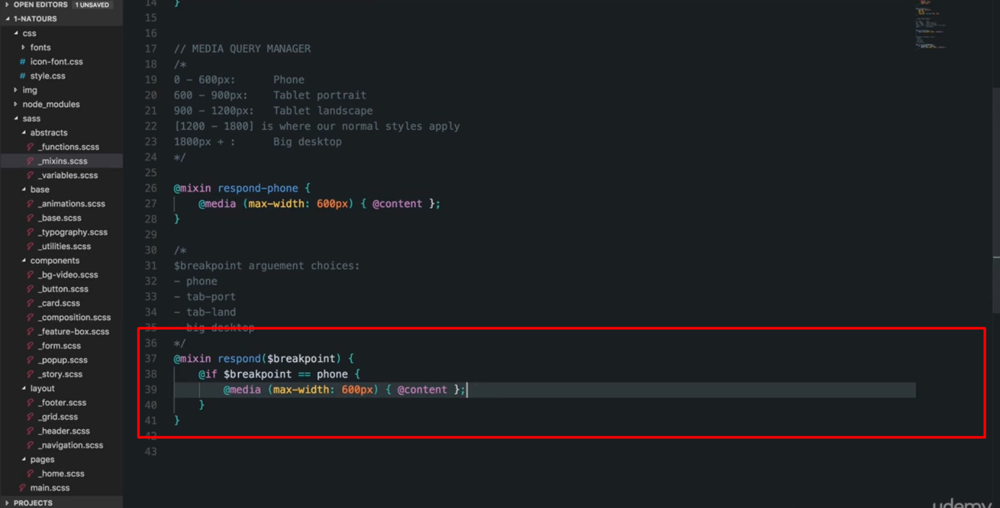 OPEN EDITORS 1 UNSAVED
1-NATOURS
css
fonts
# icon-font.css
# style.css
img
node_modules
sass
abstracts
_functions.scss
_mixins.scss
_variables.scss
base
_animations.scss
_base.scss
_typography.scss
_utilities.scss
components
_bg-video.scss
_button.scss
_card.scss
_composition.scss
_feature-box.scss
_form.scss
_popup.scss
_story.scss
layout
_footer.scss
_grid.scss
_header.scss
_navigation.scss
pages
_home.scss
main.scss
PROJECTS
14 }
15
16
17 // MEDIA QUERY MANAGER
18 /*
19 0 - 600px: Phone
20 600 - 900px: Tablet portrait
21 900 - 1200px: Tablet landscape
22 [1200 - 1800] is where our normal styles apply
23 1800px + : Big desktop
24 */
25
26 @mixin respond-phone {
27 @media (max-width: 600px) { @content };
28 }
29
30 /*
31 $breakpoint arguement choices:
32 - phone
33 - tab-port
34 - tab-land
35 - big-desktop
36 */
37 @mixin respond($breakpoint) {
38 @if $breakpoint == phone {
39 @media (max-width: 600px) { @content };
40 }
41 }
42
43
udemy